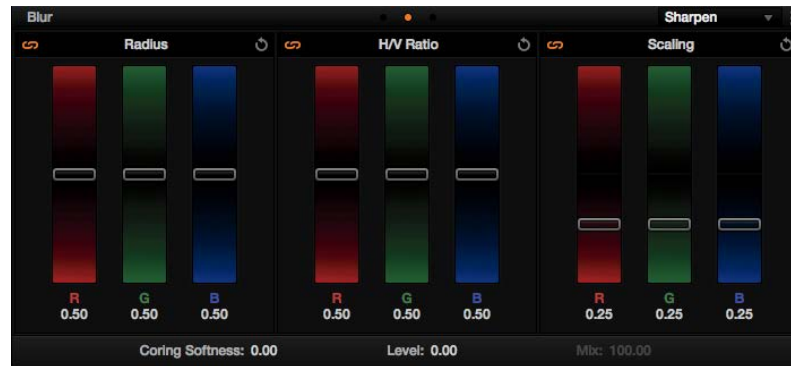 Blur Sharpen
Radius H/V Ratio Scaling
R G B R G B R G B
0.50 0.50 0.50 0.50 0.50 0.50 0.25 0.25 0.25
Coring Softness: 0.00 Level: 0.00 Mix: 100.00